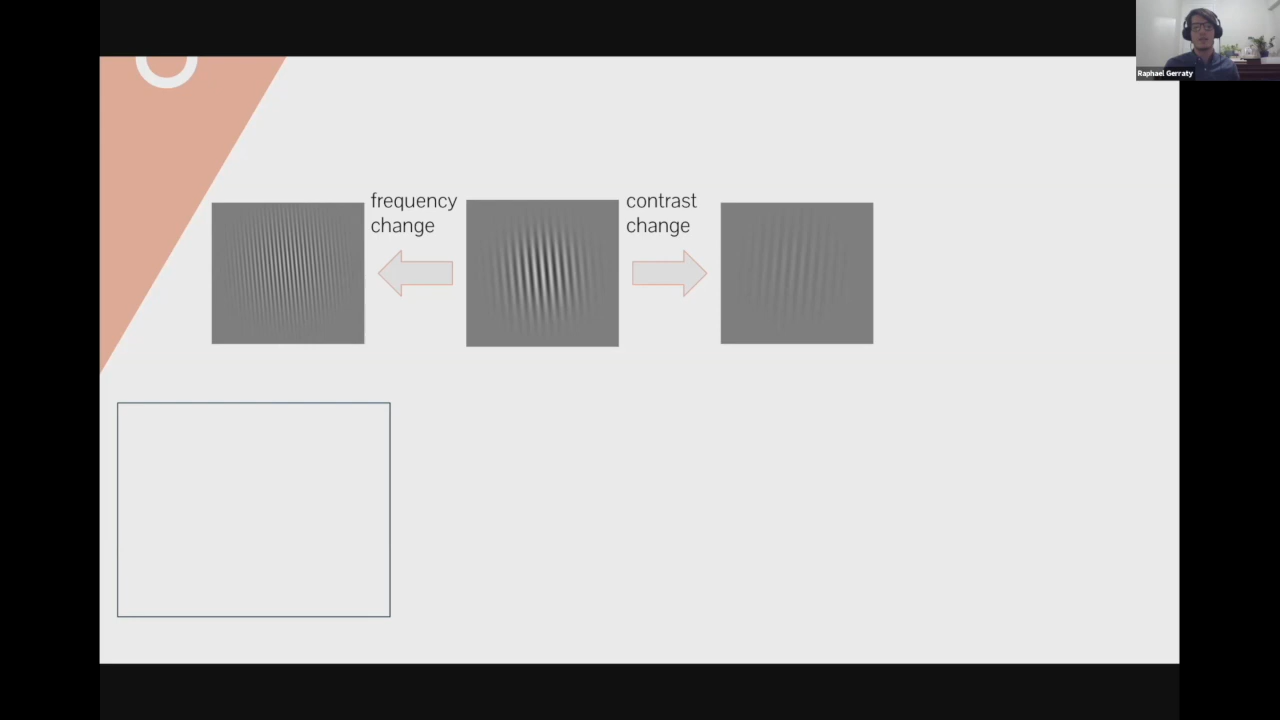 Raphael Gerraty
frequency
change
contrast
change